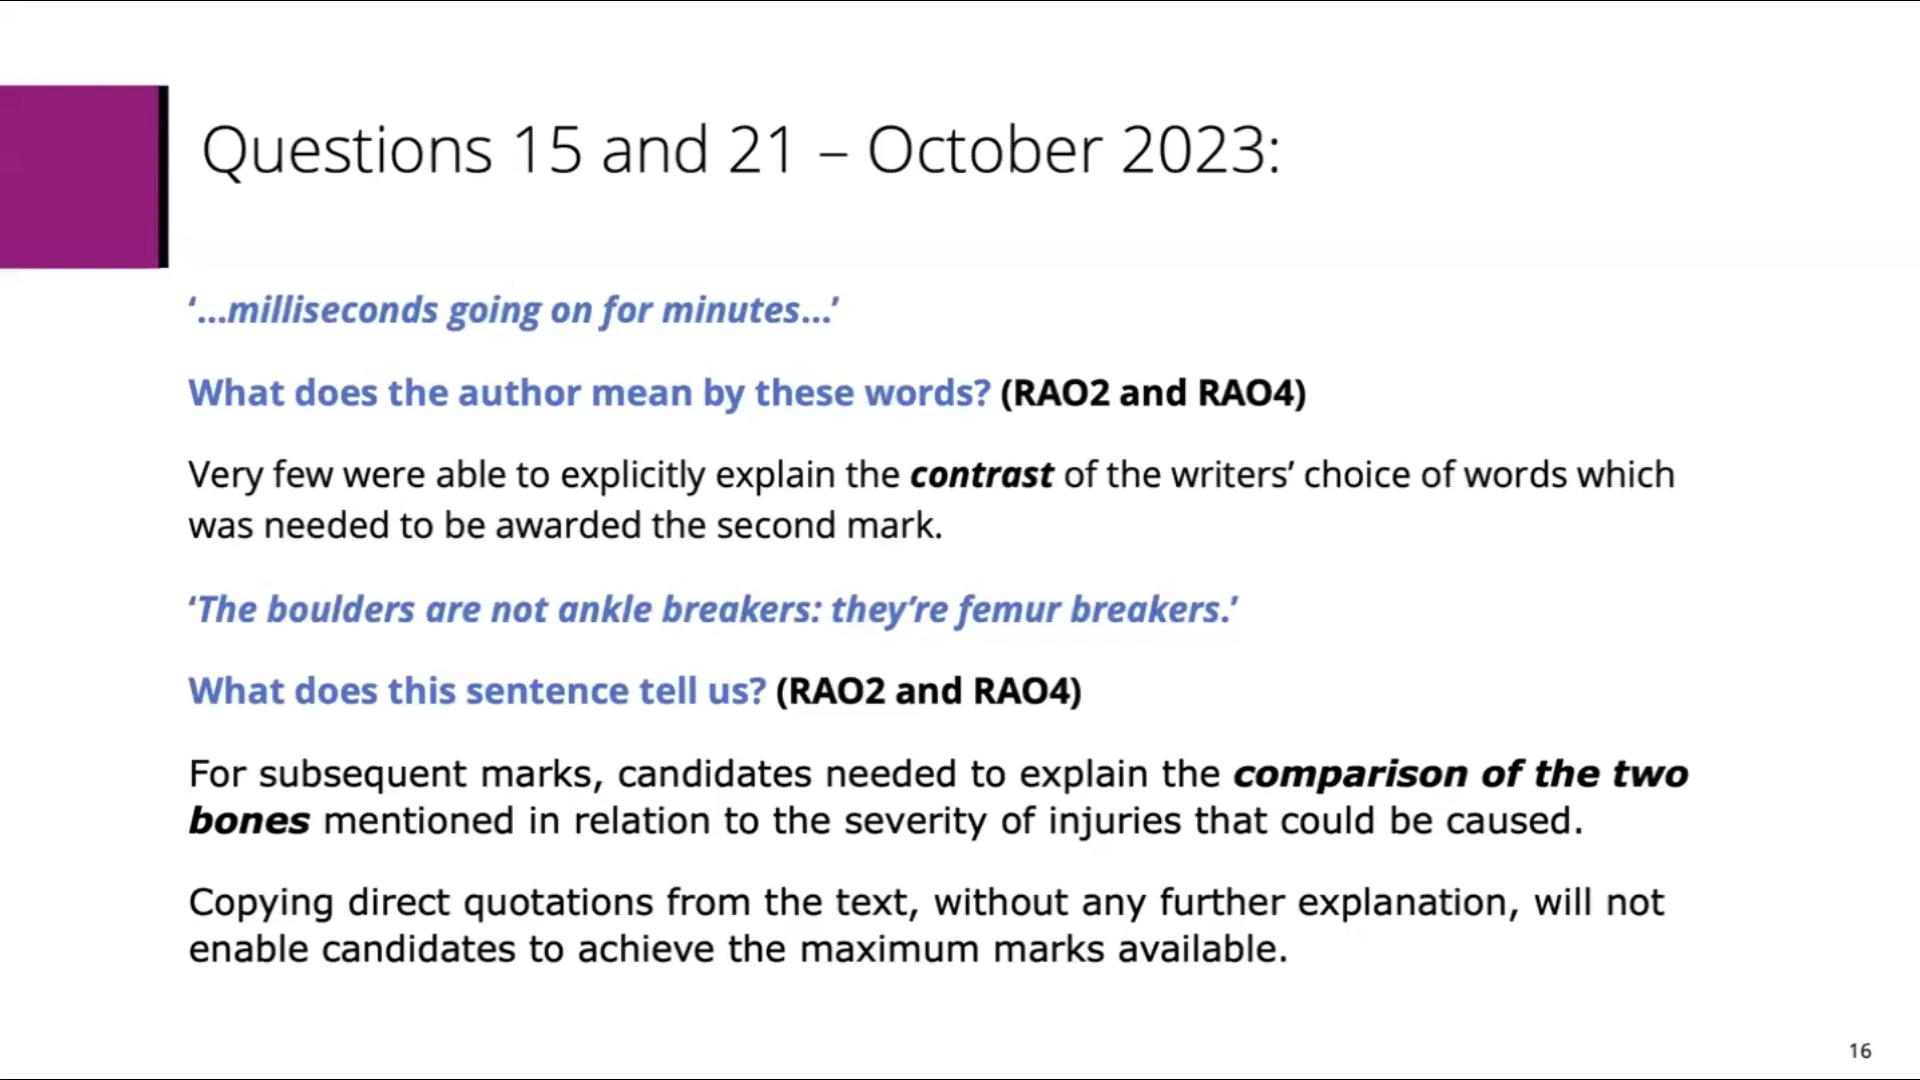 Questions 15 and 21 – October 2023:
‘…milliseconds going on for minutes…’
What does the author mean by these words? (RAO2 and RAO4)
Very few were able to explicitly explain the contrast of the writers’ choice of words which
was needed to be awarded the second mark.
‘The boulders are not ankle breakers: they’re femur breakers.’
What does this sentence tell us? (RAO2 and RAO4)
For subsequent marks, candidates needed to explain the comparison of the two
bones mentioned in relation to the severity of injuries that could be caused.
Copying direct quotations from the text, without any further explanation, will not
enable candidates to achieve the maximum marks available.
16